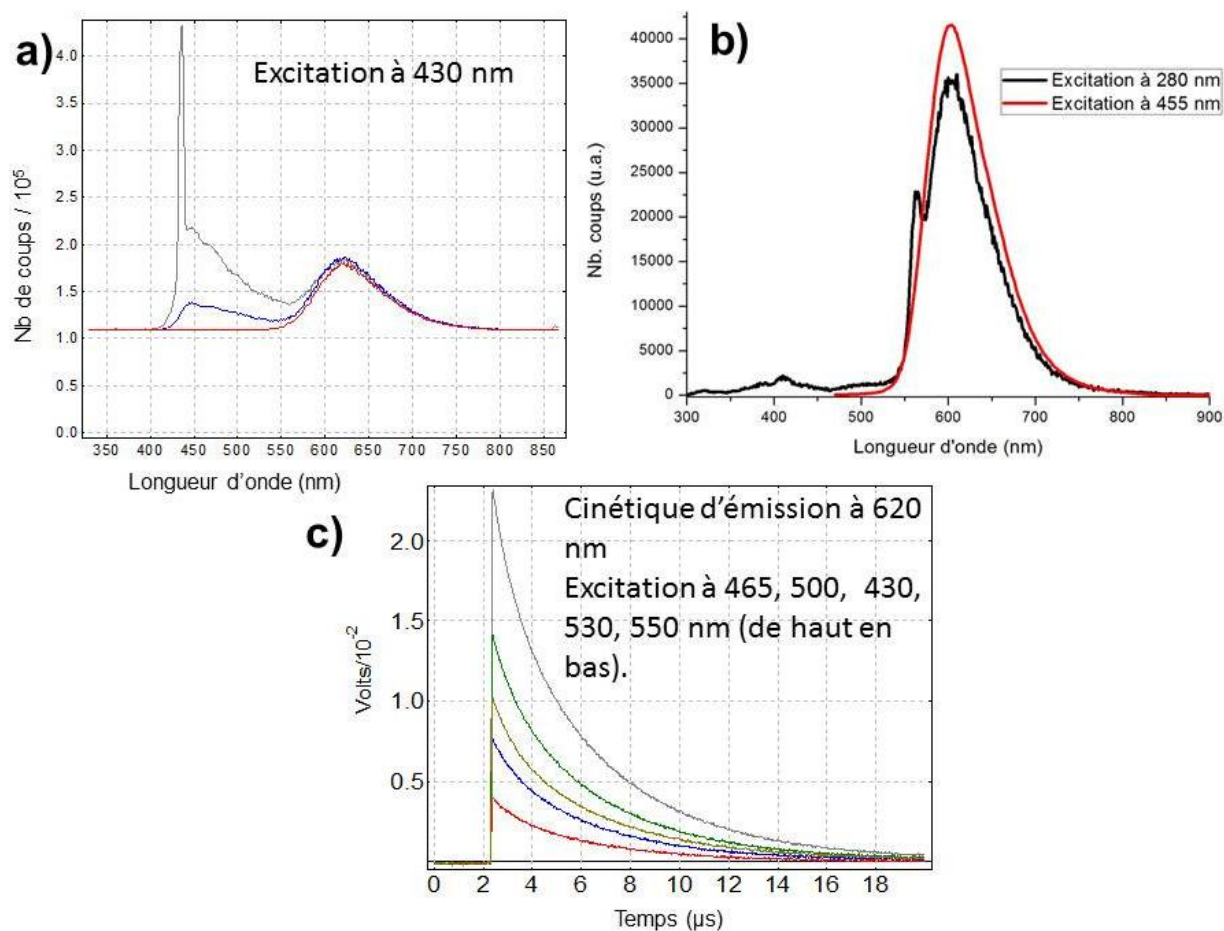 a)
Excitation à 430 nm
Nb de coups / 10⁵
4.0
3.5
3.0
2.5
2.0
1.5
1.0
0.5
0.0
350 400 450 500 550 600 650 700 750 800 850
Longueur d'onde (nm)
b)
Excitation à 280 nm
Excitation à 455 nm
Nb. coups (u.a.)
40000
35000
30000
25000
20000
15000
10000
5000
0
300 400 500 600 700 800 900
Longueur d'onde (nm)
c)
Cinétique d'émission à 620
nm
Excitation à 465, 500, 430,
530, 550 nm (de haut en
bas).
Volts/10⁻²
2.0
1.5
1.0
0.5
0 2 4 6 8 10 12 14 16 18
Temps (µs)